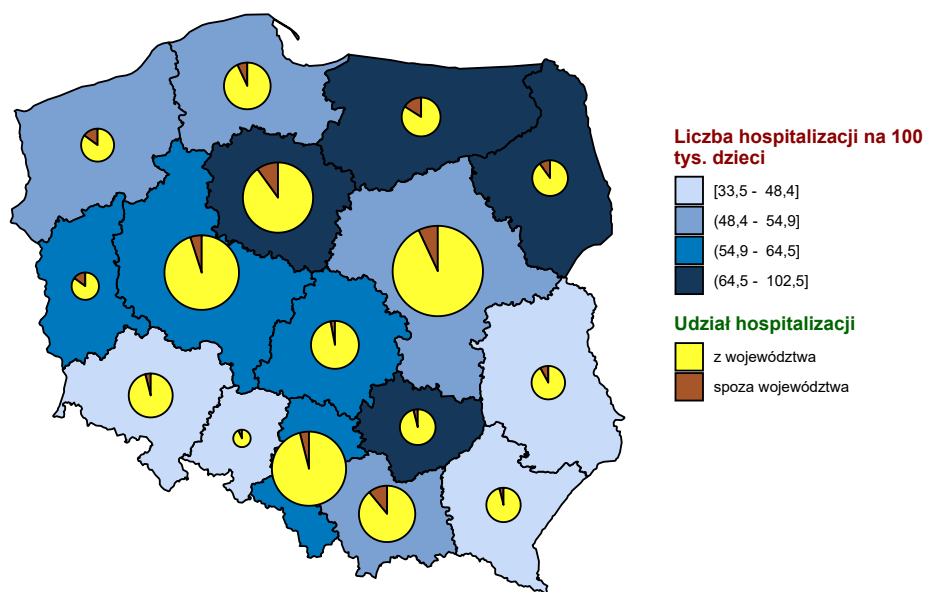 Liczba hospitalizacji na 100
tys. dzieci
[33,5 - 48,4]
(48,4 - 54,9]
(54,9 - 64,5]
(64,5 - 102,5]
Udział hospitalizacji
z województwa
spoza województwa